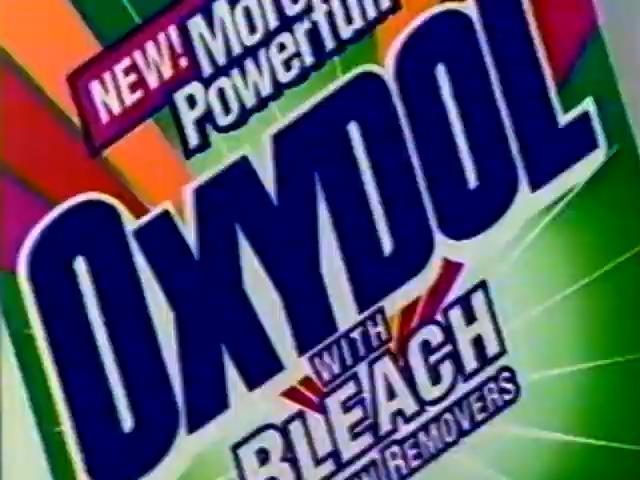 NEW! More
Powerful!
OXYDOL
WITH
BLEACH
REMOVERS